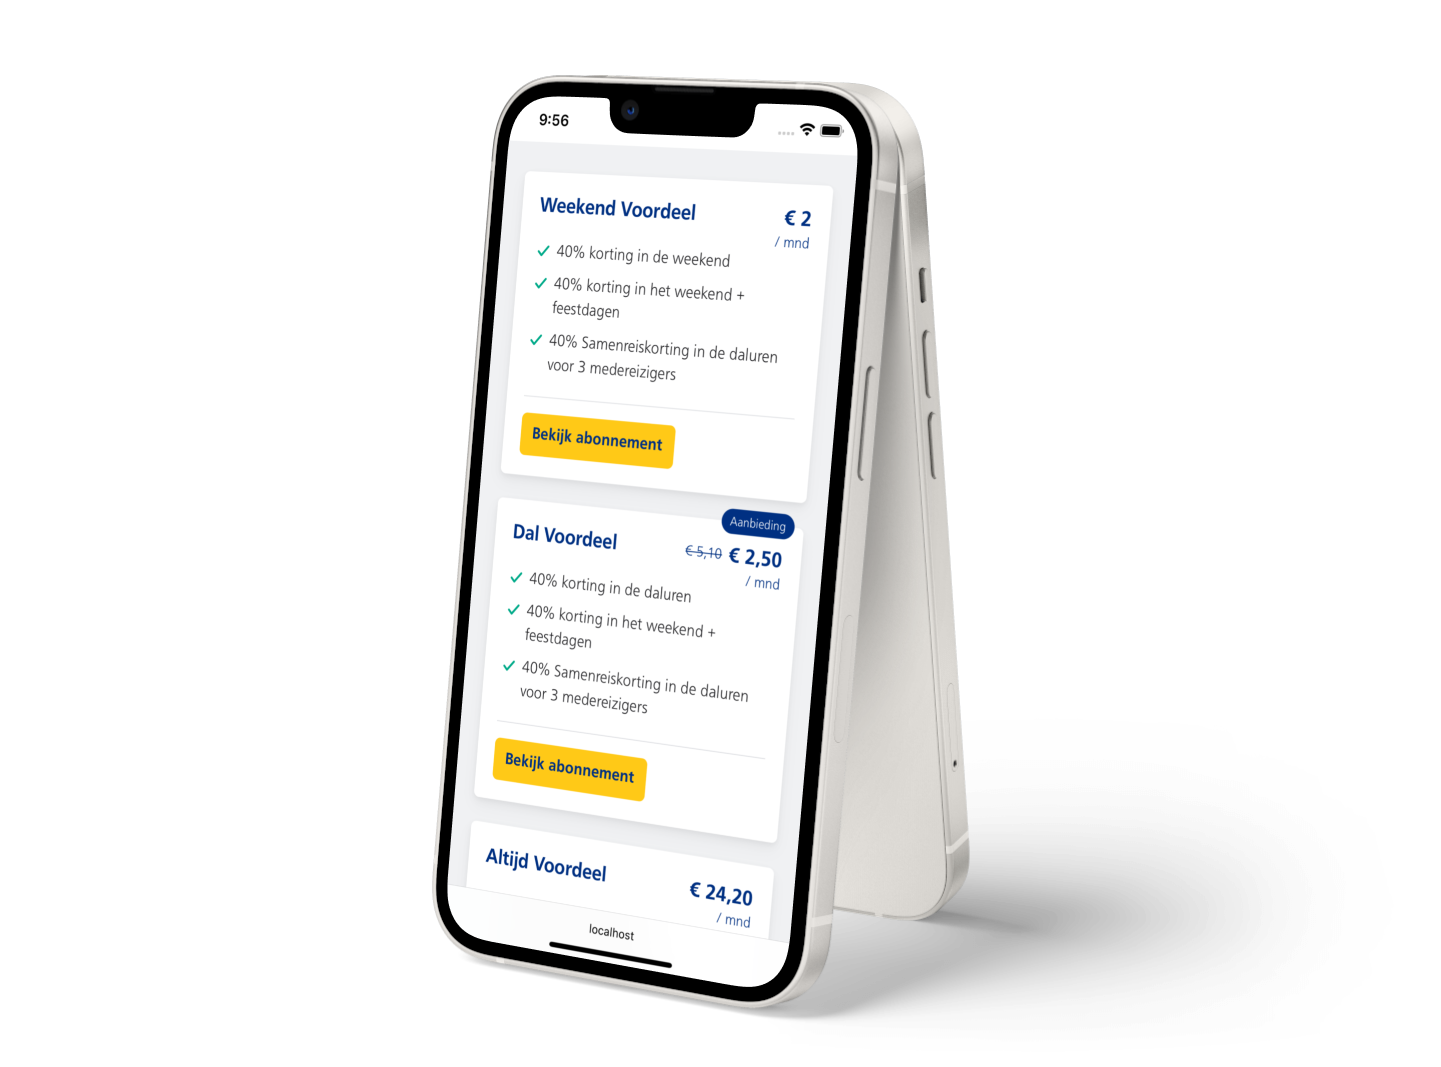 9:56
Weekend Voordeel
€ 2
/ mnd
40% korting in de weekend
40% korting in het weekend +
feestdagen
40% Samenreiskorting in de daluren
voor 3 medereizigers
Bekijk abonnement
Aanbieding
Dal Voordeel
€ 5,10 € 2,50
/ mnd
40% korting in de daluren
40% korting in het weekend +
feestdagen
40% Samenreiskorting in de daluren
voor 3 medereizigers
Bekijk abonnement
Altijd Voordeel
€ 24,20
/ mnd
localhost